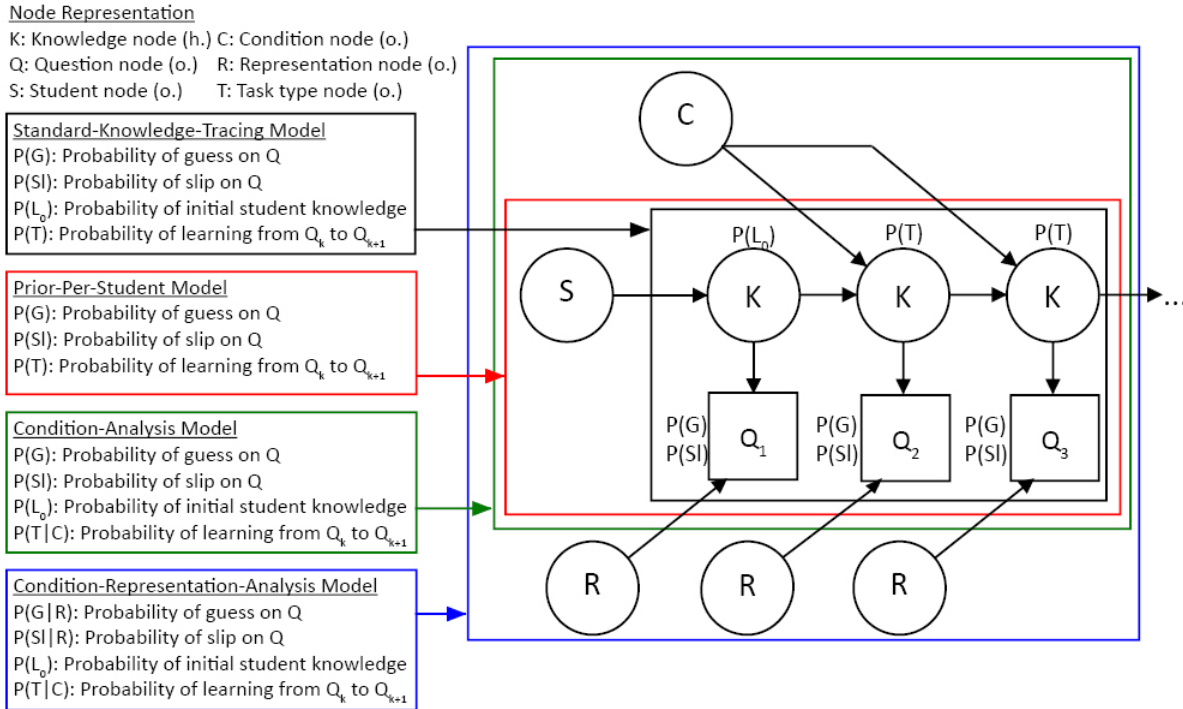 Node Representation
K: Knowledge node (h.) C: Condition node (o.)
Q: Question node (o.) R: Representation node (o.)
S: Student node (o.) T: Task type node (o.)
Standard-Knowledge-Tracing Model
P(G): Probability of guess on Q
P(Sl): Probability of slip on Q
P(L₀): Probability of initial student knowledge
P(T): Probability of learning from Qₖ to Qₖ₊₁
Prior-Per-Student Model
P(G): Probability of guess on Q
P(Sl): Probability of slip on Q
P(T): Probability of learning from Qₖ to Qₖ₊₁
Condition-Analysis Model
P(G): Probability of guess on Q
P(Sl): Probability of slip on Q
P(L₀): Probability of initial student knowledge
P(T|C): Probability of learning from Qₖ to Qₖ₊₁
Condition-Representation-Analysis Model
P(G|R): Probability of guess on Q
P(Sl|R): Probability of slip on Q
P(L₀): Probability of initial student knowledge
P(T|C): Probability of learning from Qₖ to Qₖ₊₁
C
P(L₀) P(T) P(T)
S K K K ...
P(G) P(G) P(G)
P(Sl) P(Sl) P(Sl)
Q₁ Q₂ Q₃
R R R